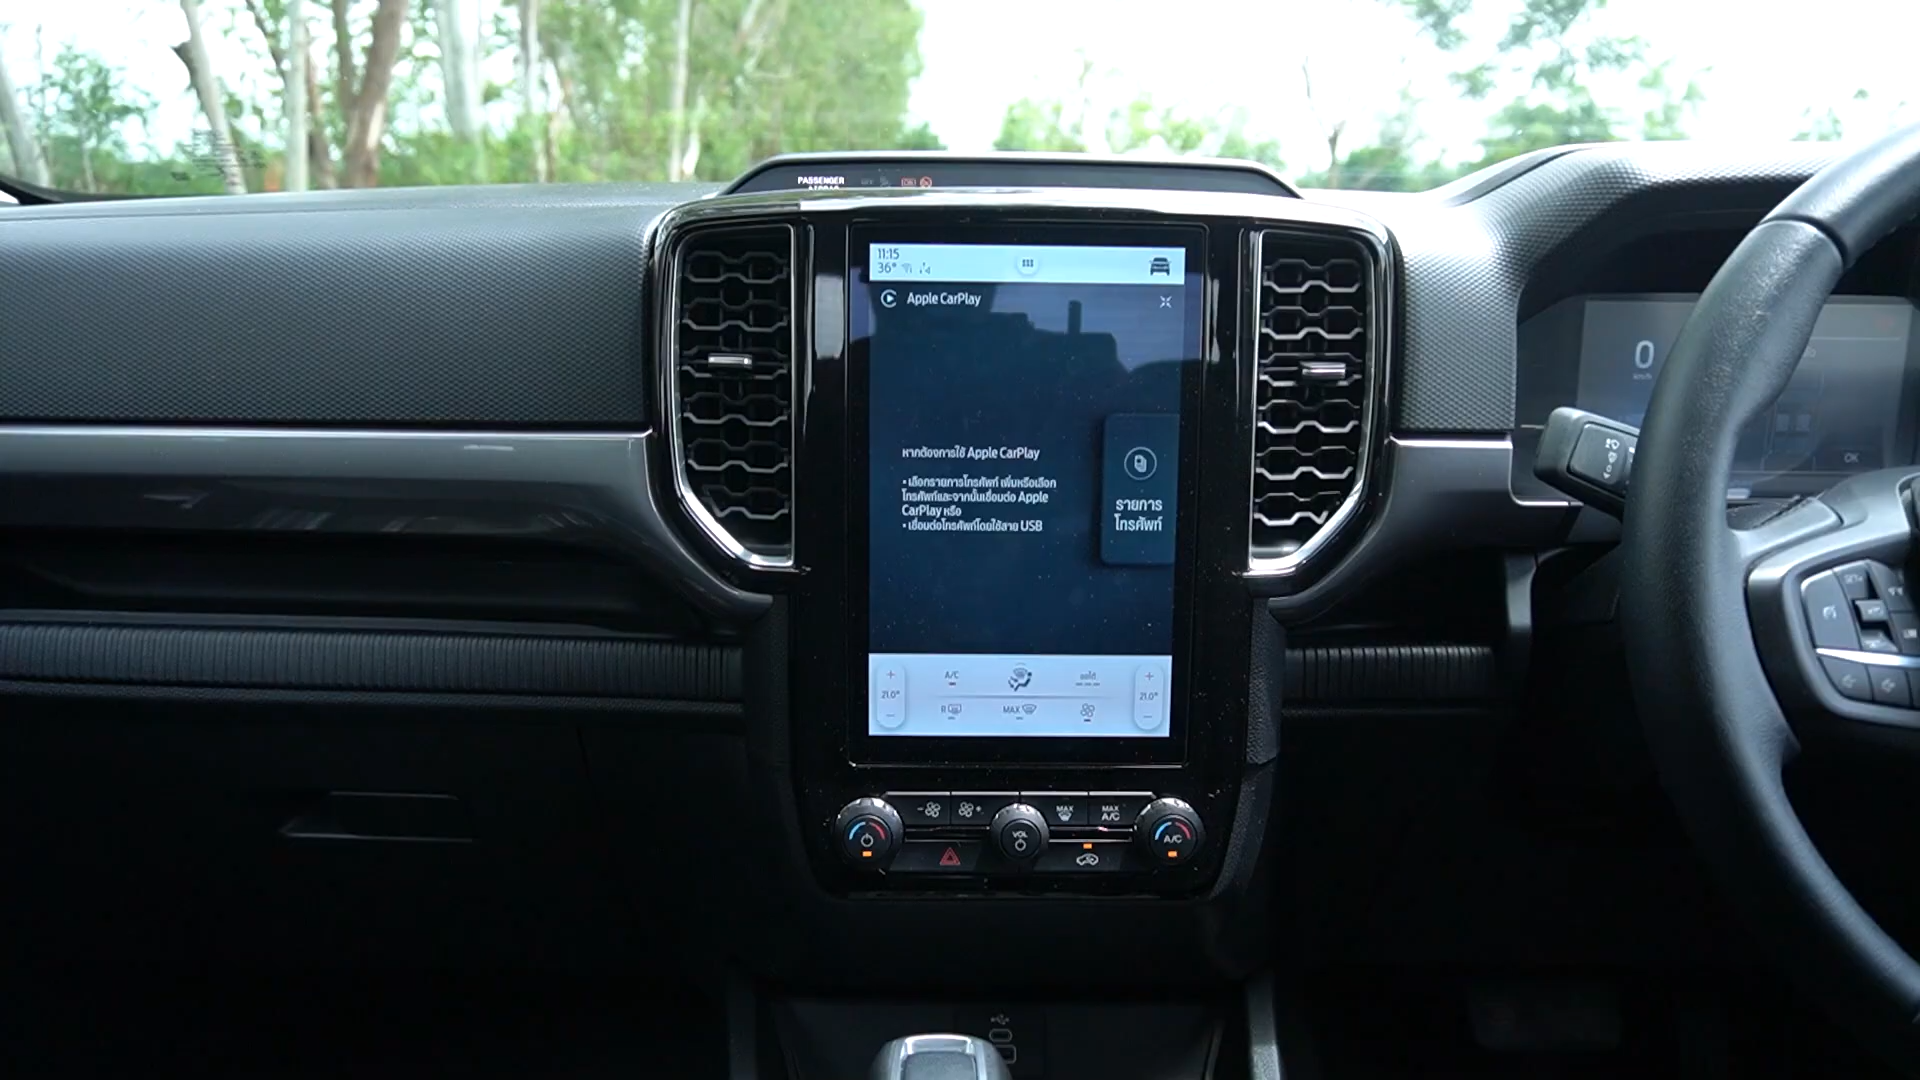 PASSENGER
AIRBAG
11:15
36°
Apple CarPlay
หากต้องการใช้ Apple CarPlay
• เลือกรายการโทรศัพท์ เพิ่มหรือเลือก
โทรศัพท์และจากนั้นเชื่อมต่อ Apple
CarPlay หรือ
• เชื่อมต่อโทรศัพท์โดยใช้สาย USB
รายการ
โทรศัพท์
0
km/h
OK
A/C
21.0°
21.0°
R
MAX
VOL
MAX
MAX
A/C
A/C